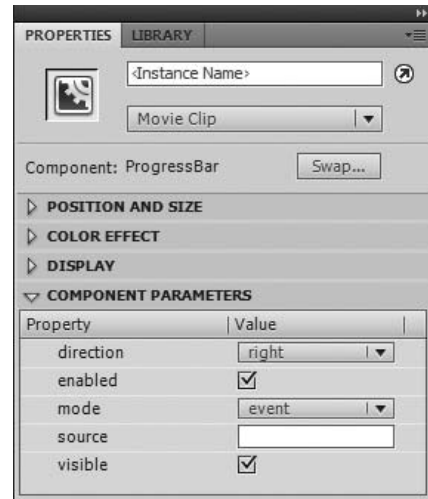 PROPERTIES LIBRARY
<Instance Name>
Movie Clip
Component: ProgressBar Swap...
POSITION AND SIZE
COLOR EFFECT
DISPLAY
COMPONENT PARAMETERS
Property Value
direction right
enabled
mode event
source
visible